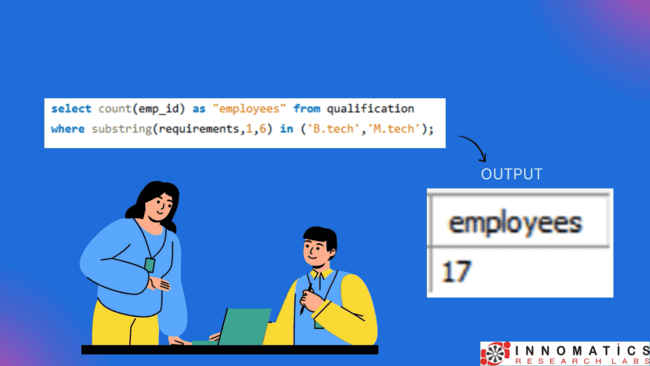 select count(emp_id) as "employees" from qualification
where substring(requirements,1,6) in ('B.tech','M.tech');
OUTPUT
employees
17
INNOMATICS
RESEARCH LABS